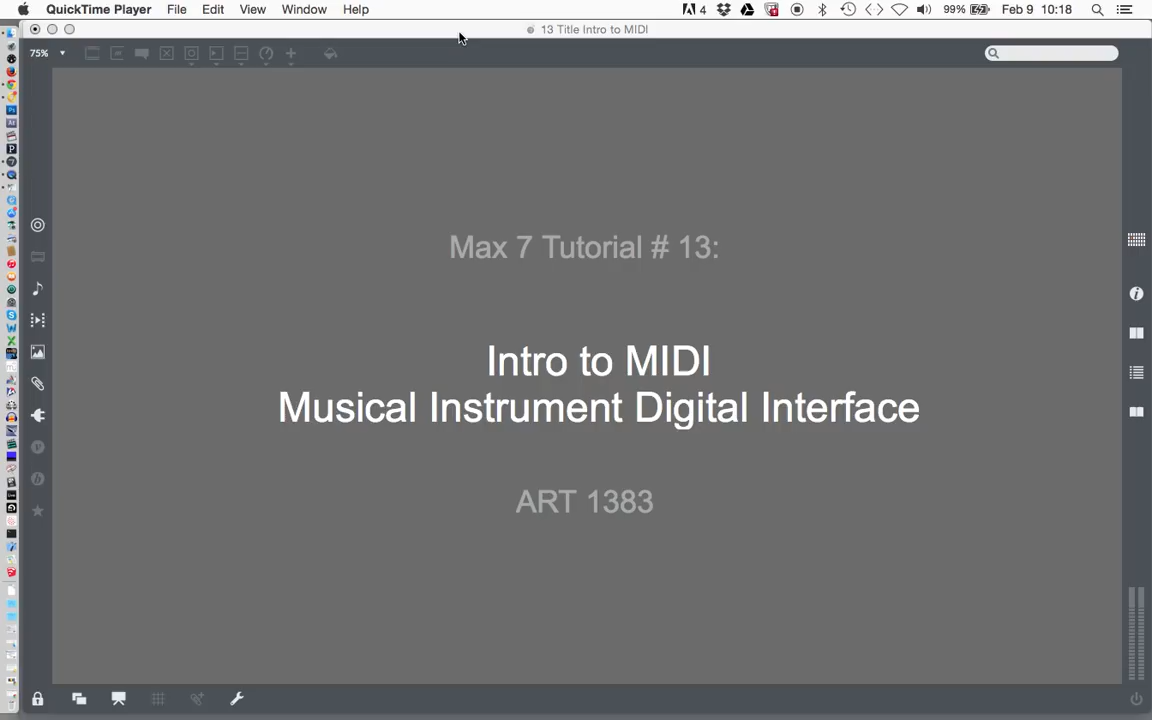 QuickTime Player File Edit View Window Help 4 99% Feb 9 10:18
13 Title Intro to MIDI
75%
Max 7 Tutorial # 13:
Intro to MIDI
Musical Instrument Digital Interface
ART 1383